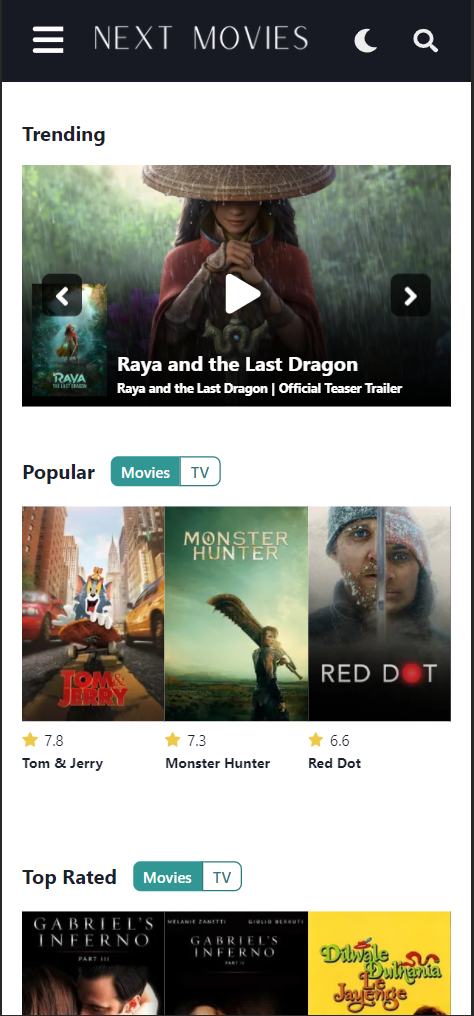 NEXT MOVIES
Trending
RAYA
THE LAST DRAGON
Raya and the Last Dragon
Raya and the Last Dragon | Official Teaser Trailer
Popular Movies TV
TOM &
JERRY
MONSTER
HUNTER
RED DOT
7.8 7.3 6.6
Tom & Jerry Monster Hunter Red Dot
Top Rated Movies TV
GABRIEL'S
INFERNO
PART III
MELANIE ZANETTI GIULIO BERRUTI
GABRIEL'S
INFERNO
PART II
Dilwale
Dulhania
Le
Jayenge